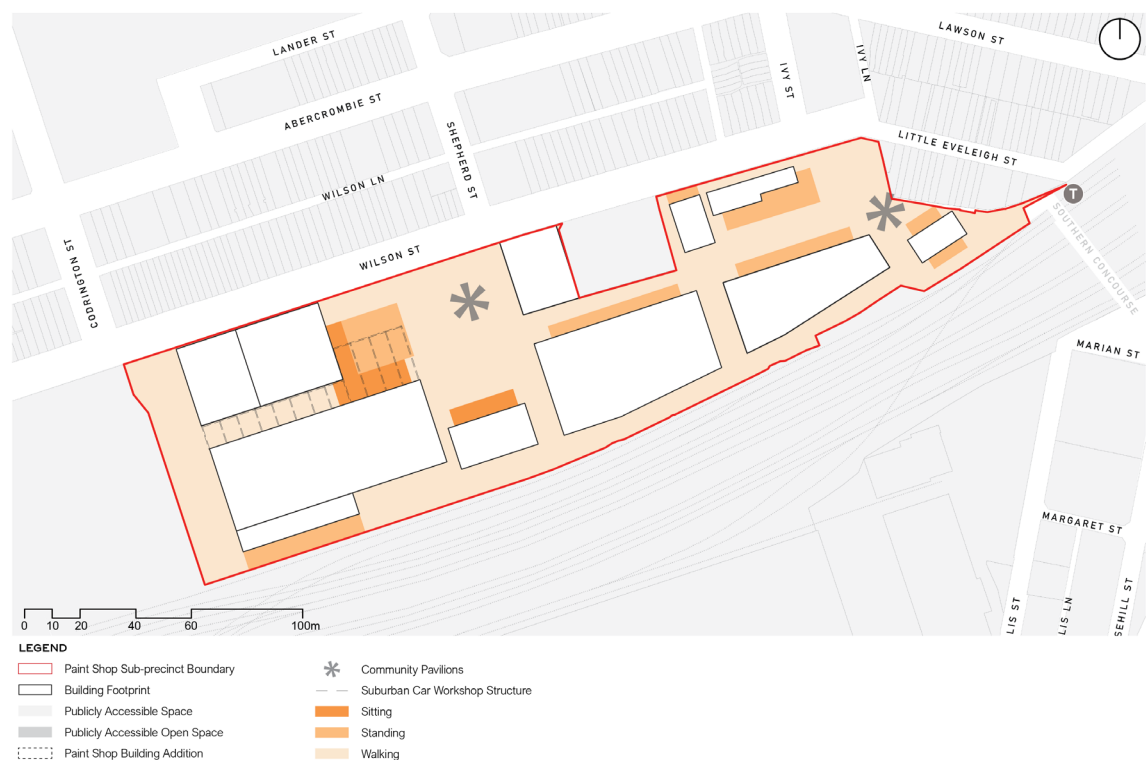 LANDER ST
LAWSON ST
IVY LN
IVY ST
ABERCROMBIE ST
SHEPHERD ST
LITTLE EVELEIGH ST
WILSON LN
T
SOUTHERN CONCOURSE
CODRINGTON ST
WILSON ST
MARIAN ST
MARGARET ST
LIS ST
LIS LN
SEHILL ST
0 10 20 40 60 100m
LEGEND
Paint Shop Sub-precinct Boundary
Building Footprint
Publicly Accessible Space
Publicly Accessible Open Space
Paint Shop Building Addition
Community Pavilions
Suburban Car Workshop Structure
Sitting
Standing
Walking